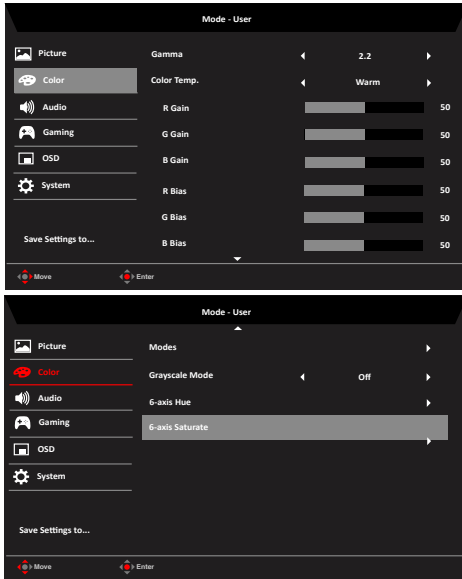 Mode - User
Picture
Gamma 2.2
Color
Color Temp. Warm
Audio
R Gain 50
Gaming
G Gain 50
OSD
B Gain 50
System
R Bias 50
G Bias 50
Save Settings to...
B Bias 50
Move Enter
Mode - User
Picture
Modes
Color
Grayscale Mode Off
Audio
6-axis Hue
Gaming
6-axis Saturate
OSD
System
Save Settings to...
Move Enter